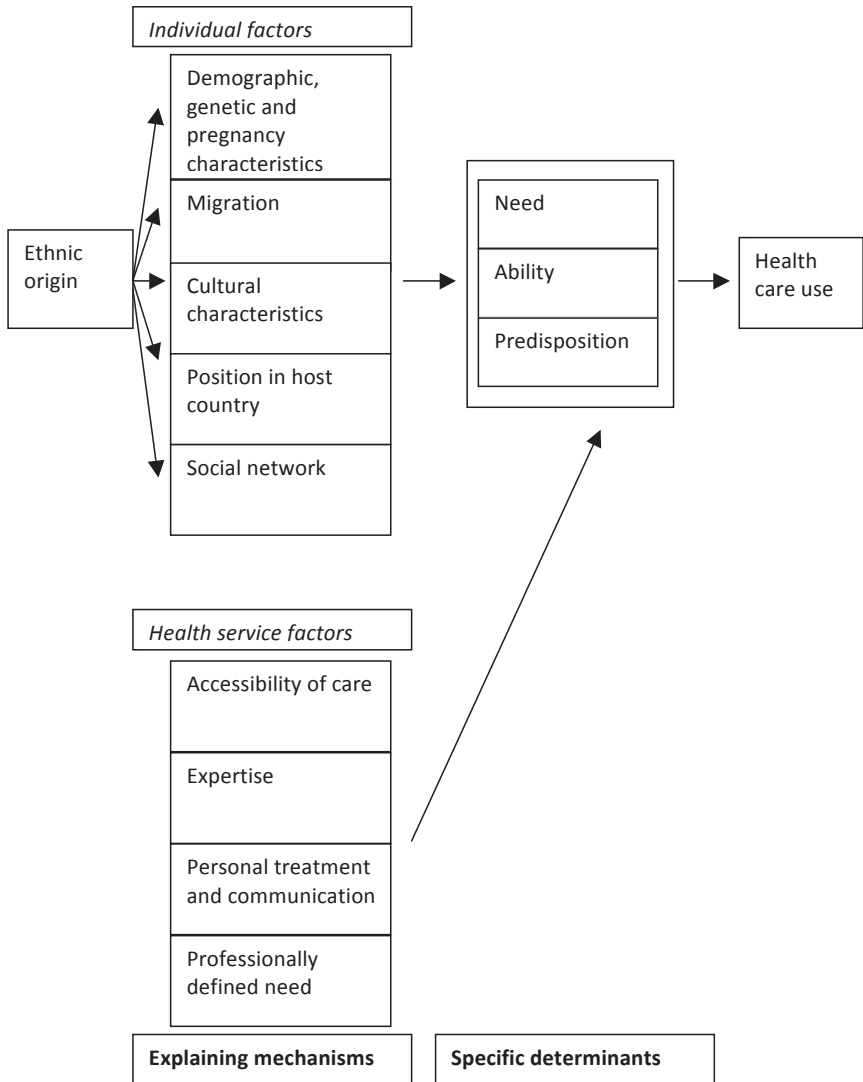 Individual factors
Demographic,
genetic and
pregnancy
characteristics
Migration
Cultural
characteristics
Position in host
country
Social network
Ethnic
origin
Need
Ability
Predisposition
Health
care use
Health service factors
Accessibility of care
Expertise
Personal treatment
and communication
Professionally
defined need
Explaining mechanisms
Specific determinants